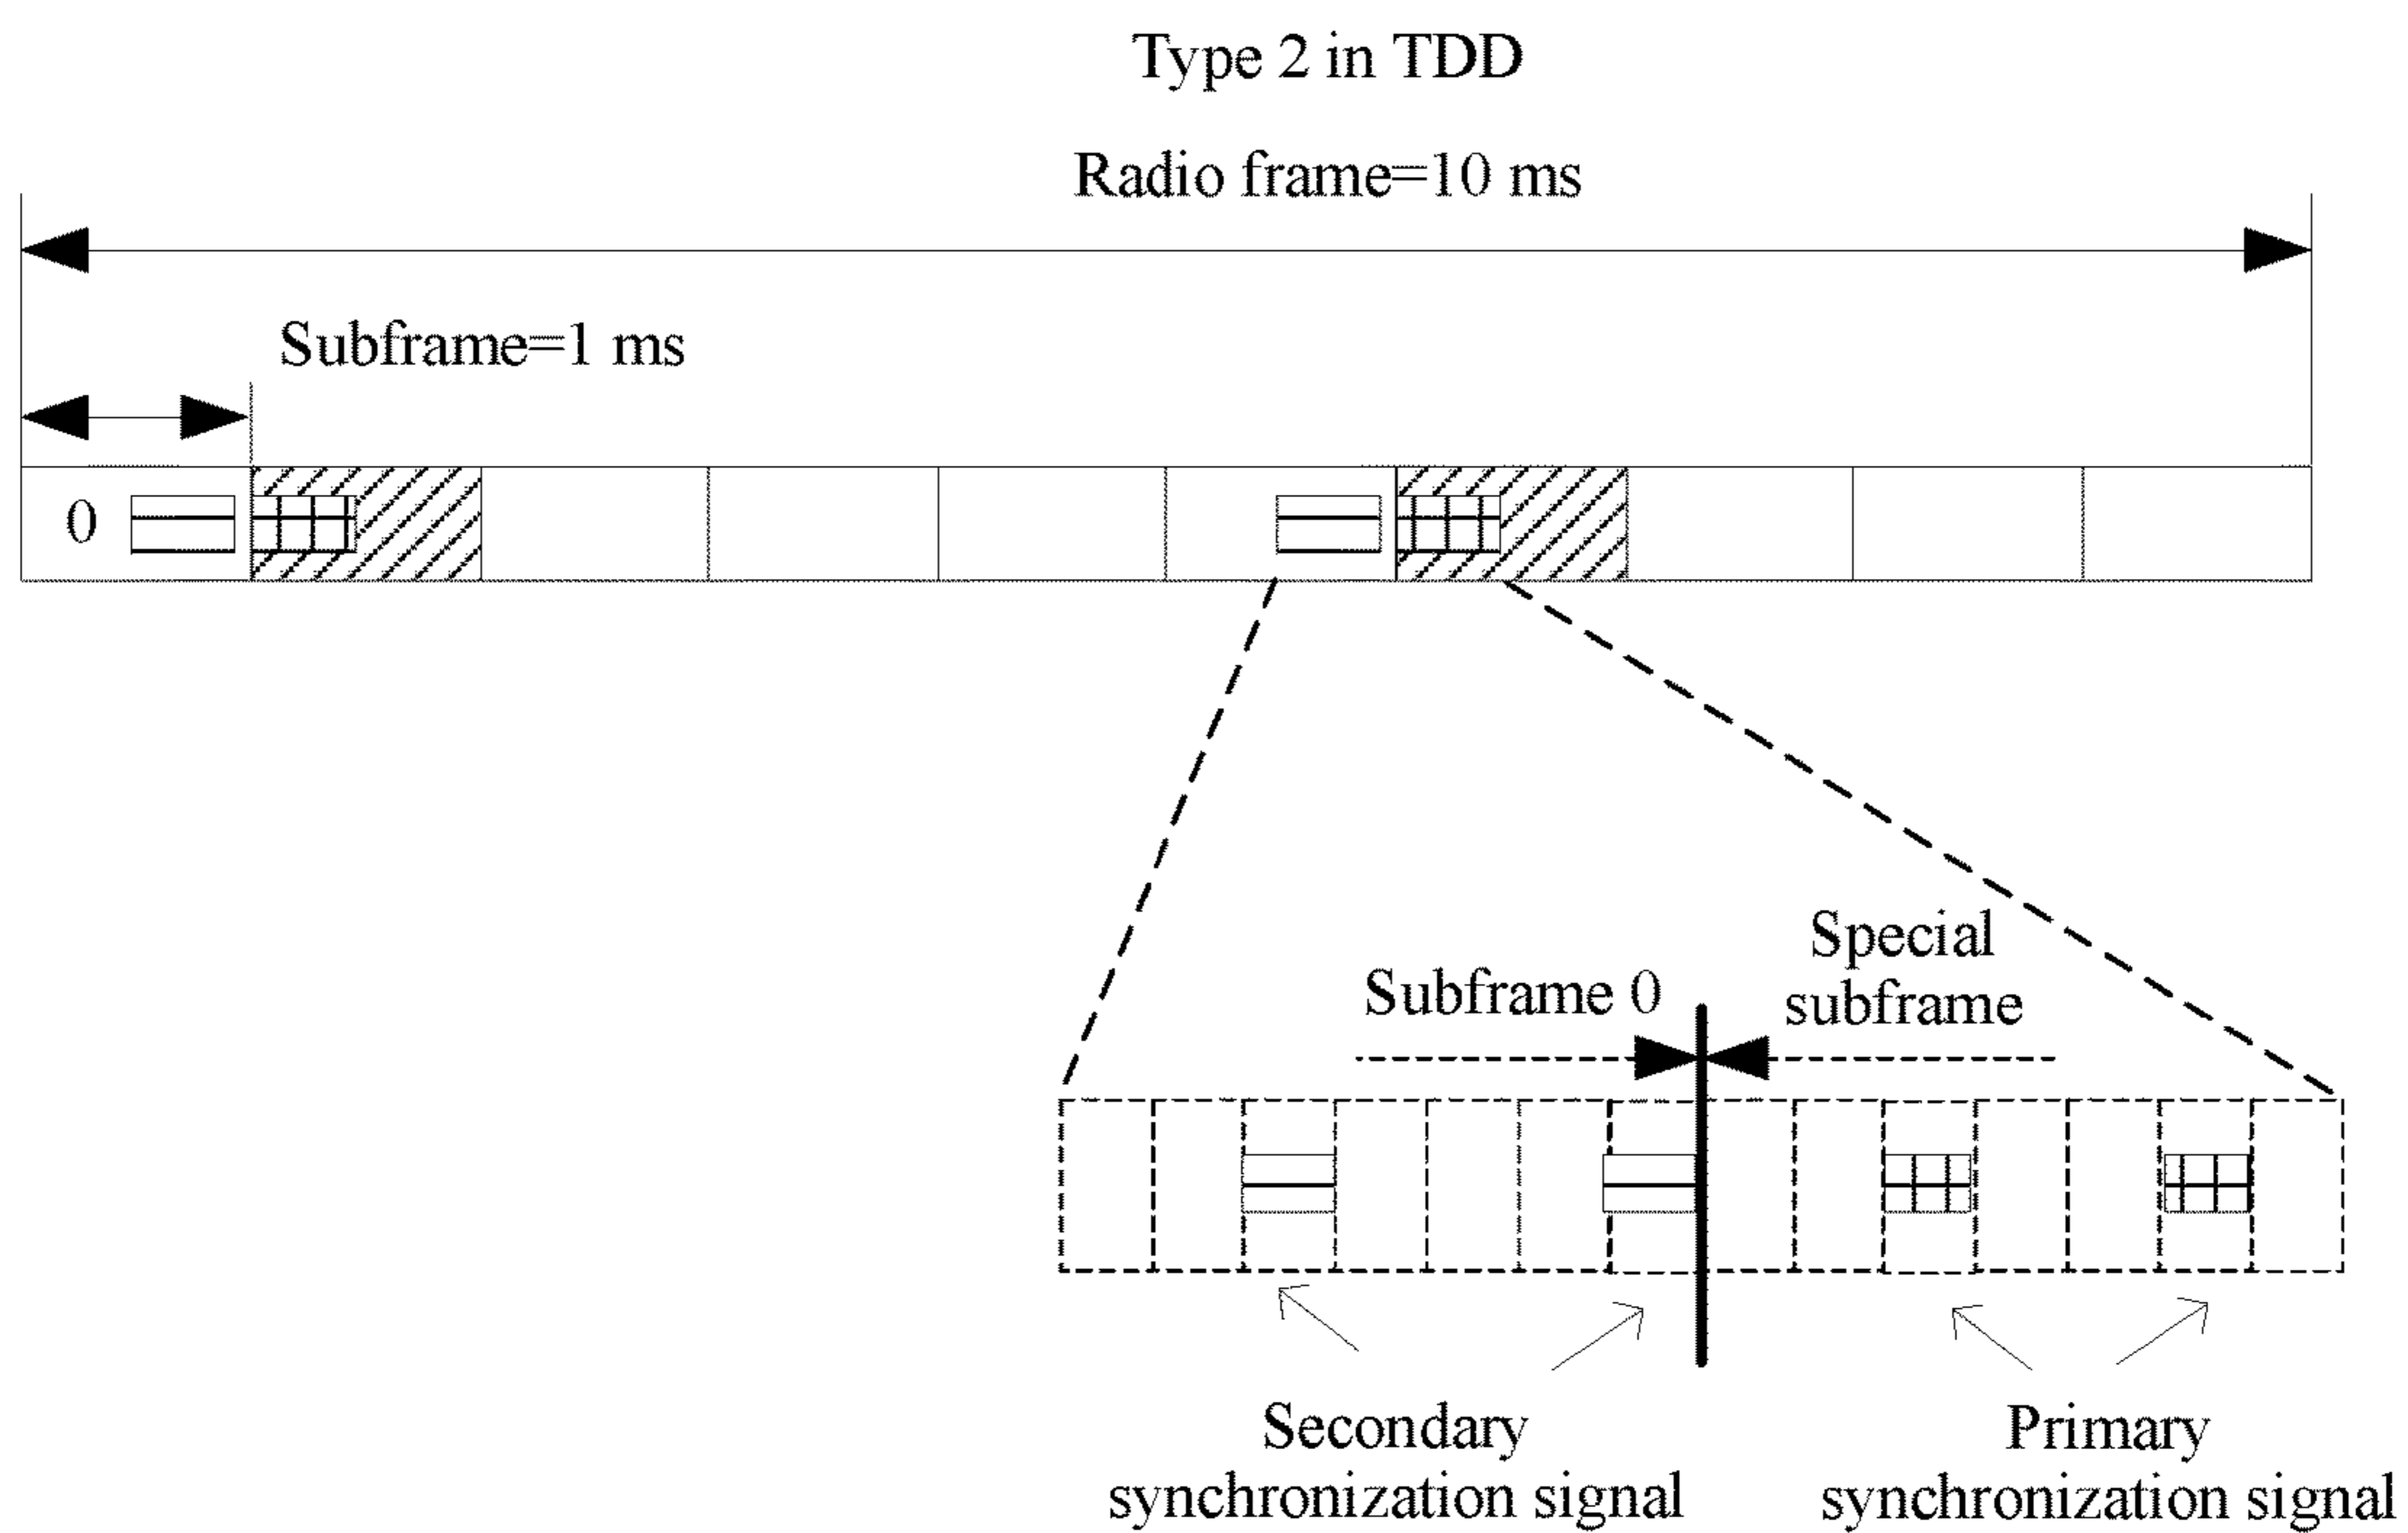 Type 2 in TDD
Radio frame=10 ms
Subframe=1 ms
0
Subframe 0
Special
subframe
Secondary
synchronization signal
Primary
synchronization signal